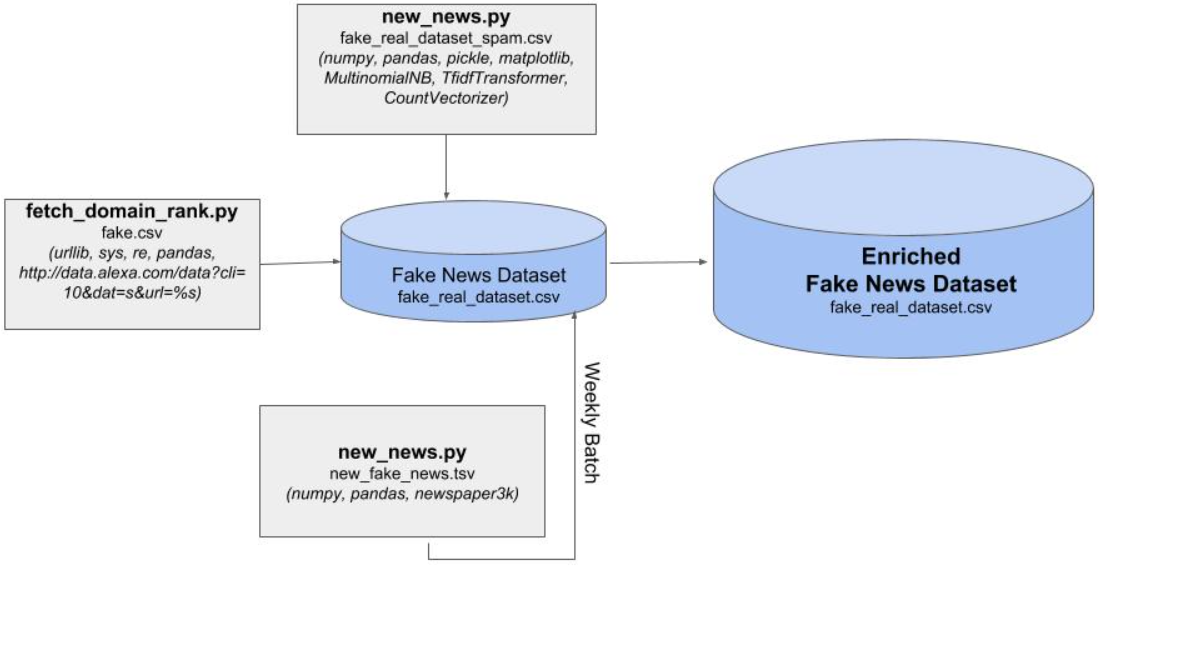 new_news.py
fake_real_dataset_spam.csv
(numpy, pandas, pickle, matplotlib,
MultinomialNB, TfidfTransformer,
CountVectorizer)
fetch_domain_rank.py
fake.csv
(urllib, sys, re, pandas,
http://data.alexa.com/data?cli=
10&dat=s&url=%s)
Fake News Dataset
fake_real_dataset.csv
Enriched
Fake News Dataset
fake_real_dataset.csv
Weekly Batch
new_news.py
new_fake_news.tsv
(numpy, pandas, newspaper3k)